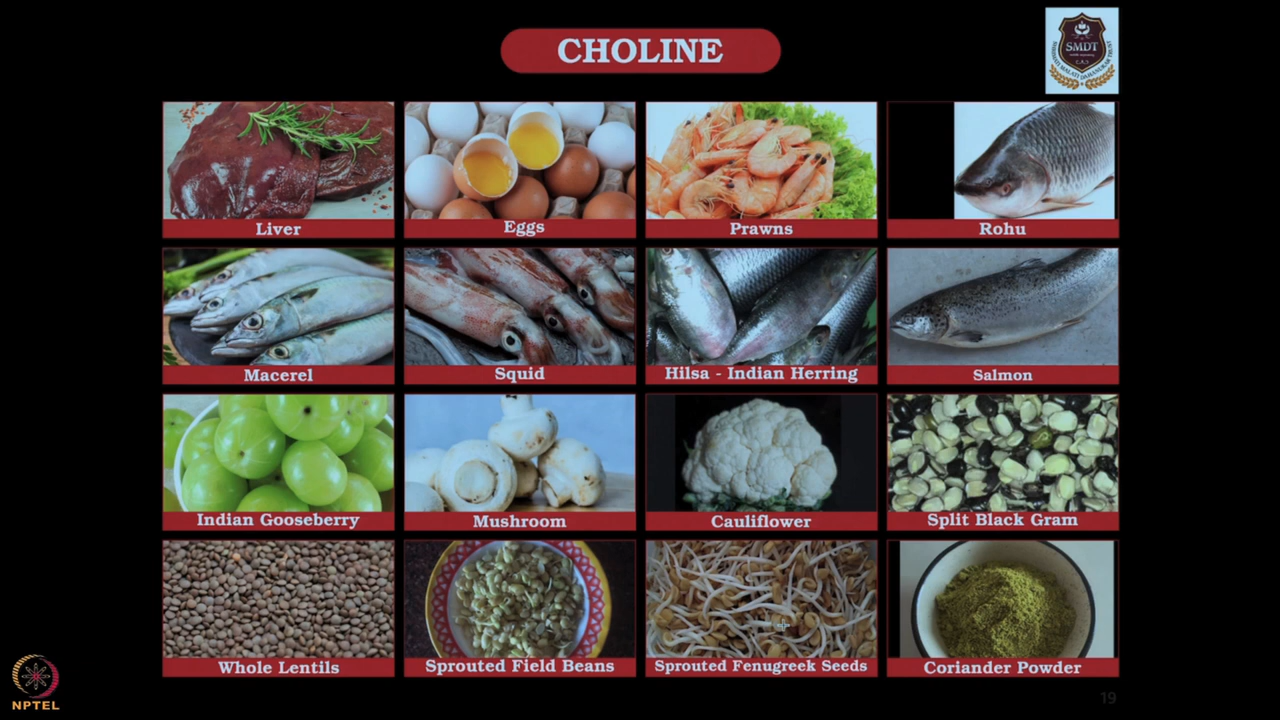 CHOLINE
SMDT
Liver
Eggs
Prawns
Rohu
Macerel
Squid
Hilsa - Indian Herring
Salmon
Indian Gooseberry
Mushroom
Cauliflower
Split Black Gram
Whole Lentils
Sprouted Field Beans
Sprouted Fenugreek Seeds
Coriander Powder
NPTEL
19